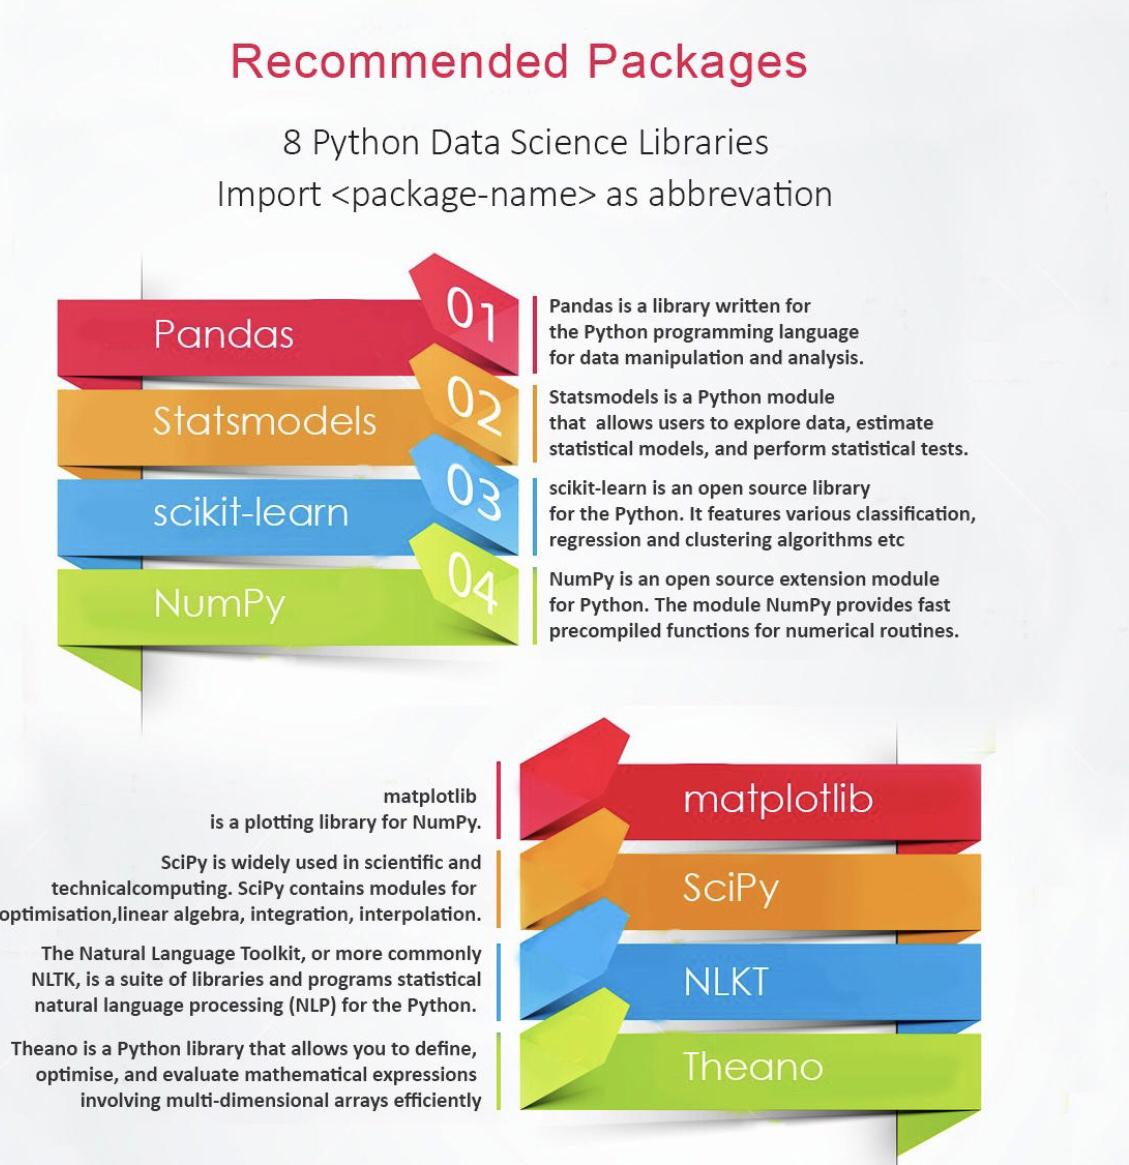 Recommended Packages
8 Python Data Science Libraries
Import <package-name> as abbrevation
Pandas
01
Pandas is a library written for
the Python programming language
for data manipulation and analysis.
Statsmodels
02
Statsmodels is a Python module
that allows users to explore data, estimate
statistical models, and perform statistical tests.
scikit-learn
03
scikit-learn is an open source library
for the Python. It features various classification,
regression and clustering algorithms etc
NumPy
04
NumPy is an open source extension module
for Python. The module NumPy provides fast
precompiled functions for numerical routines.
matplotlib
is a plotting library for NumPy.
matplotlib
SciPy is widely used in scientific and
technicalcomputing. SciPy contains modules for
optimisation,linear algebra, integration, interpolation.
SciPy
The Natural Language Toolkit, or more commonly
NLTK, is a suite of libraries and programs statistical
natural language processing (NLP) for the Python.
NLKT
Theano is a Python library that allows you to define,
optimise, and evaluate mathematical expressions
involving multi-dimensional arrays efficiently
Theano